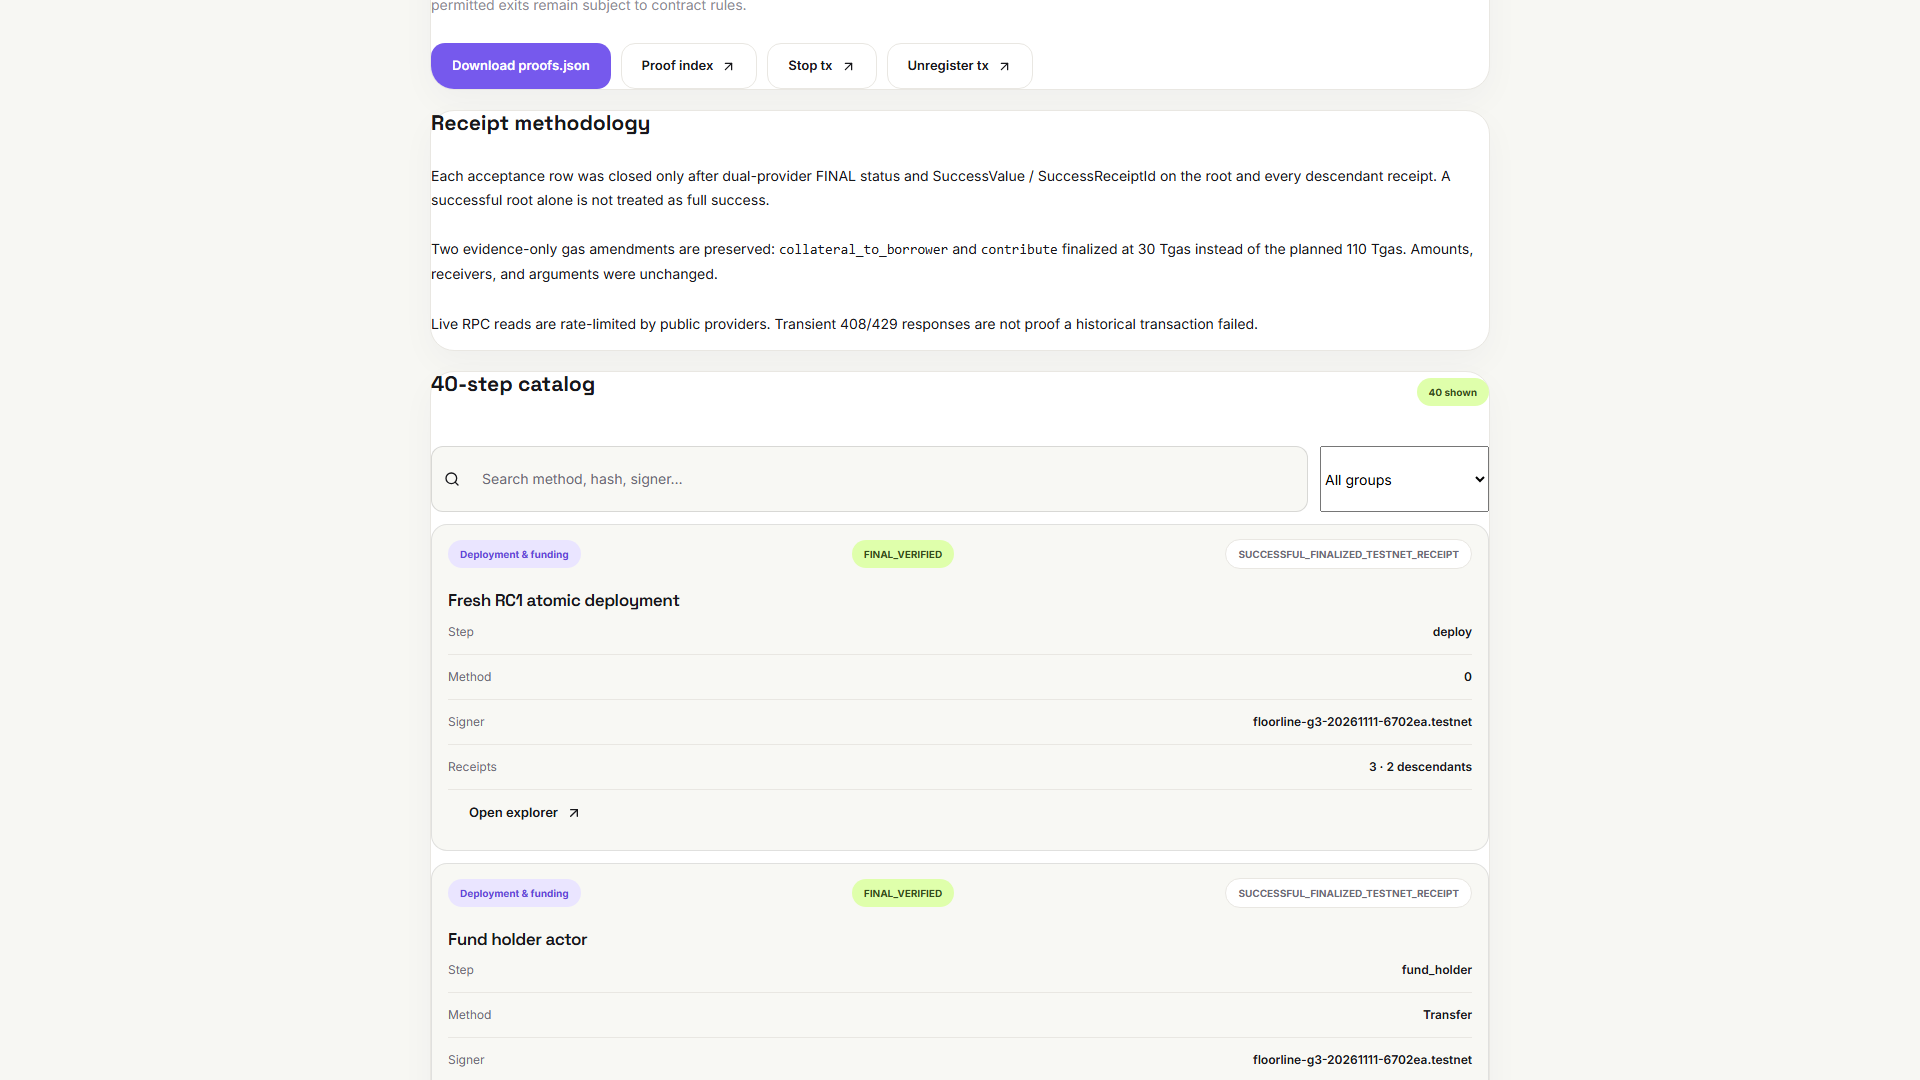 permitted exits remain subject to contract rules.
Download proofs.json
Proof index
Stop tx
Unregister tx
Receipt methodology
Each acceptance row was closed only after dual-provider FINAL status and SuccessValue / SuccessReceiptId on the root and every descendant receipt. A
successful root alone is not treated as full success.
Two evidence-only gas amendments are preserved: collateral_to_borrower and contribute finalized at 30 Tgas instead of the planned 110 Tgas. Amounts,
receivers, and arguments were unchanged.
Live RPC reads are rate-limited by public providers. Transient 408/429 responses are not proof a historical transaction failed.
40-step catalog
40 shown
Search method, hash, signer...
All groups
Deployment & funding
FINAL_VERIFIED
SUCCESSFUL_FINALIZED_TESTNET_RECEIPT
Fresh RC1 atomic deployment
Step
deploy
Method
0
Signer
floorline-g3-20261111-6702ea.testnet
Receipts
3 · 2 descendants
Open explorer
Deployment & funding
FINAL_VERIFIED
SUCCESSFUL_FINALIZED_TESTNET_RECEIPT
Fund holder actor
Step
fund_holder
Method
Transfer
Signer
floorline-g3-20261111-6702ea.testnet